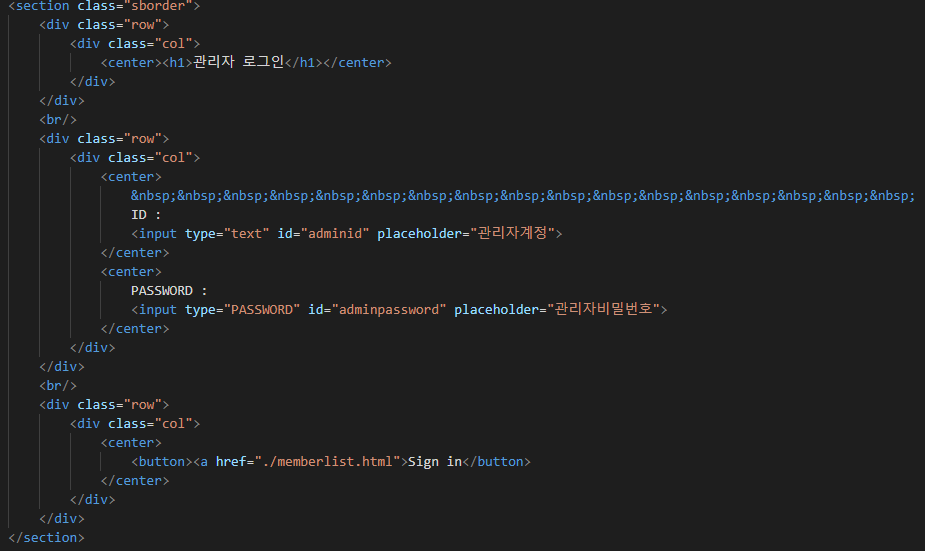 <section class="sborder">
<div class="row">
<div class="col">
<center><h1>관리자 로그인</h1></center>
</div>
</div>
<br/>
<div class="row">
<div class="col">
<center>
&nbsp;&nbsp;&nbsp;&nbsp;&nbsp;&nbsp;&nbsp;&nbsp;&nbsp;&nbsp;&nbsp;&nbsp;&nbsp;&nbsp;&nbsp;&nbsp;&nbsp;
ID :
<input type="text" id="adminid" placeholder="관리자계정">
</center>
<center>
PASSWORD :
<input type="PASSWORD" id="adminpassword" placeholder="관리자비밀번호">
</center>
</div>
</div>
<br/>
<div class="row">
<div class="col">
<center>
<button><a href="./memberlist.html">Sign in</button>
</center>
</div>
</div>
</section>